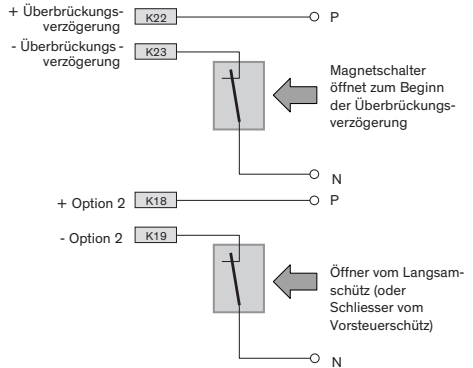 + Überbrückungs-
verzögerung
K22
P
- Überbrückungs-
verzögerung
K23
Magnetschalter
öffnet zum Beginn
der Überbrückungs-
verzögerung
N
+ Option 2
K18
P
- Option 2
K19
Öffner vom Langsam-
schütz (oder
Schliesser vom
Vorsteuerschütz)
N